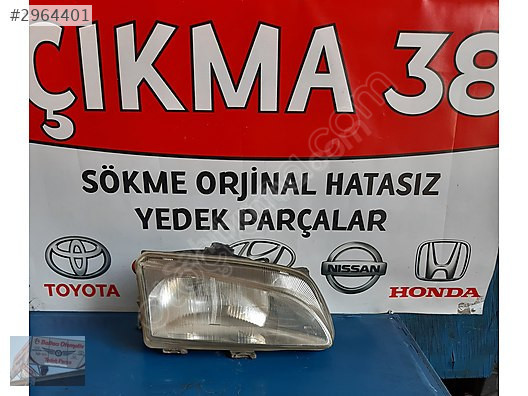 #2964401
ÇIKMA 38
SÖKME ORJİNAL HATASIZ
YEDEK PARÇALAR
TOYOTA
NISSAN
HONDA